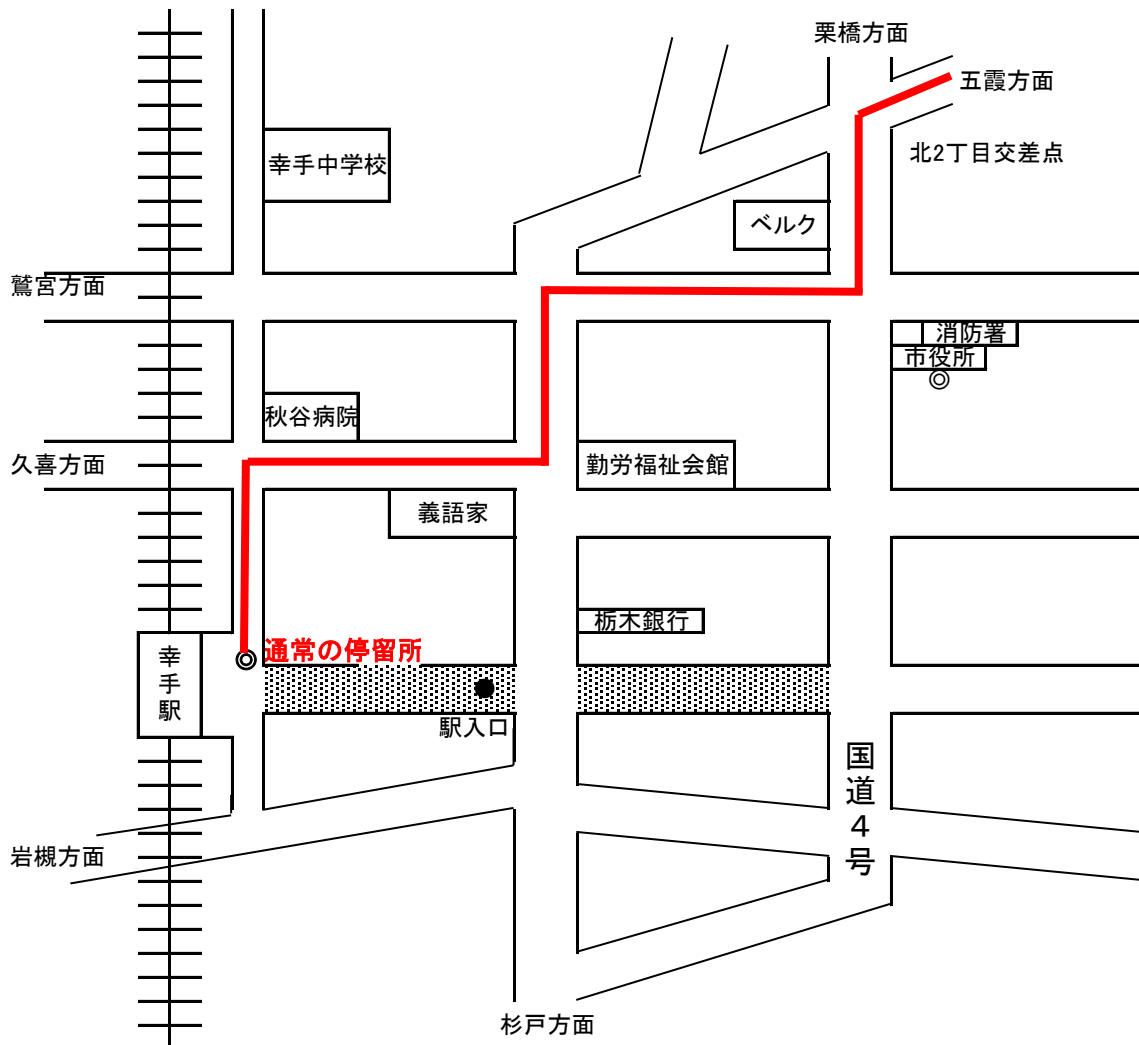 栗橋方面
五霞方面
北2丁目交差点
幸手中学校
ベルク
鷲宮方面
消防署
市役所
秋谷病院
久喜方面
勤労福祉会館
義語家
栃木銀行
通常の停留所
幸手駅
駅入口
国道4号
岩槻方面
杉戸方面